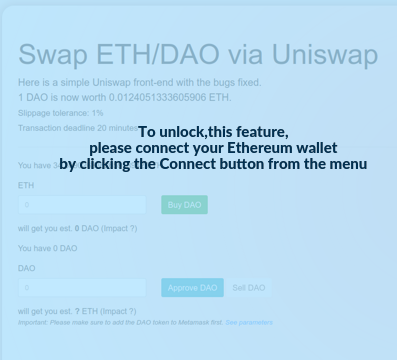 Swap ETH/DAO via Uniswap
Here is a simple Uniswap front-end with the bugs fixed.
1 DAO is now worth 0.0124051333605906 ETH.
Slippage tolerance: 1%
Transaction deadline 20 minutes
To unlock,this feature,
please connect your Ethereum wallet
by clicking the Connect button from the menu
You have
ETH
0
Buy DAO
will get you est. 0 DAO (Impact ?)
You have 0 DAO
DAO
Approve DAO
Sell DAO
will get you est. ? ETH (Impact ?)
Important: Please make sure to add the DAO token to Metamask first. See parameters